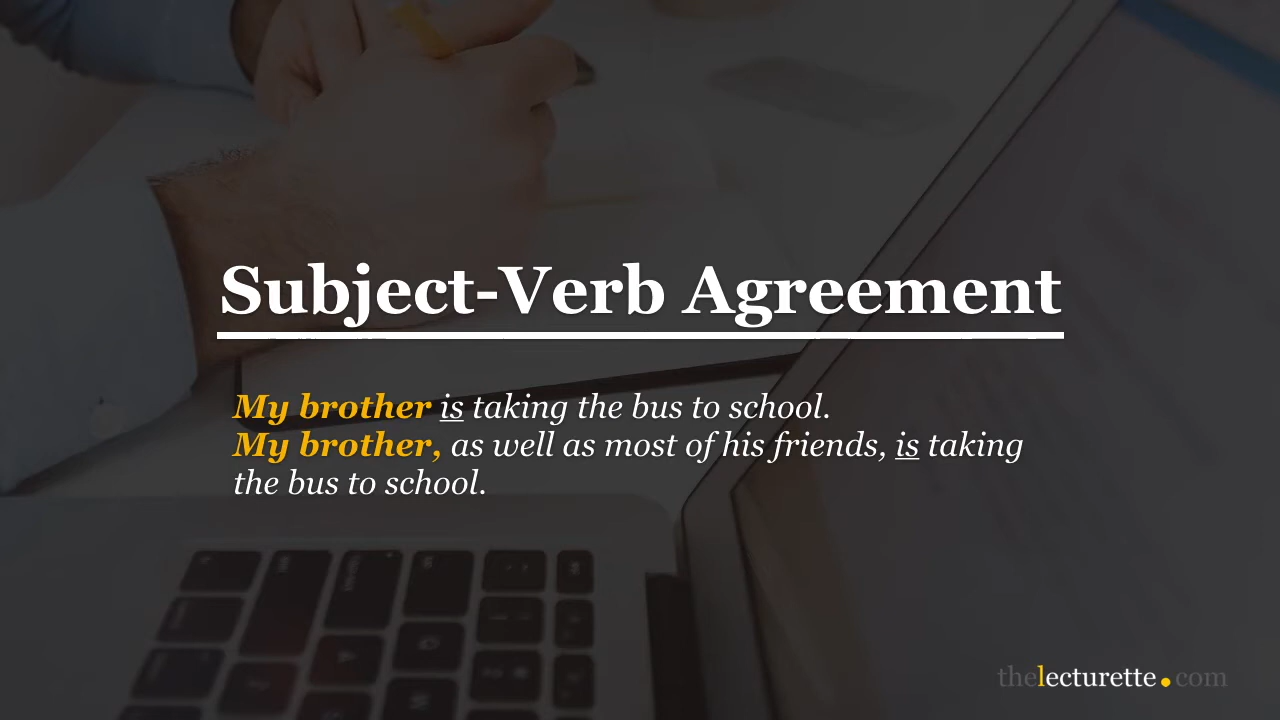 Subject-Verb Agreement
My brother is taking the bus to school.
My brother, as well as most of his friends, is taking
the bus to school.
thelecturette.com